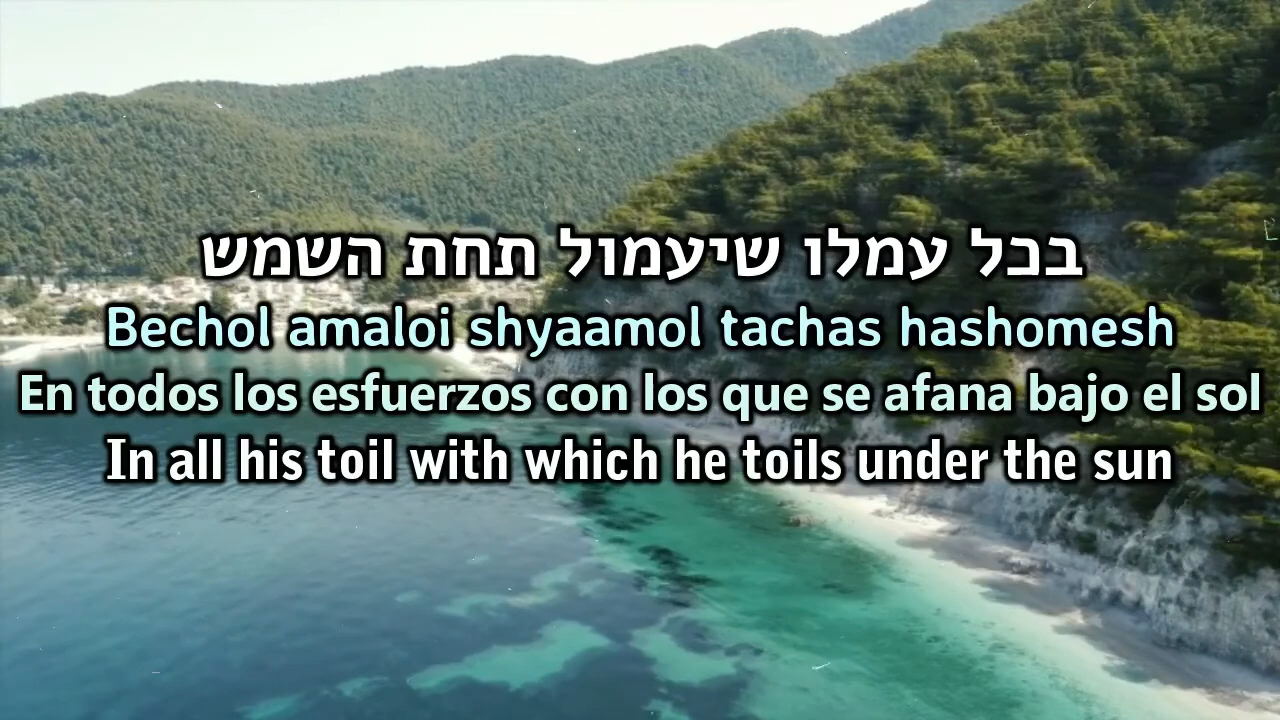 בכל עמלו שיעמול תחת השמש
Bechol amaloi shyaamol tachas hashomesh
En todos los esfuerzos con los que se afana bajo el sol
In all his toil with which he toils under the sun